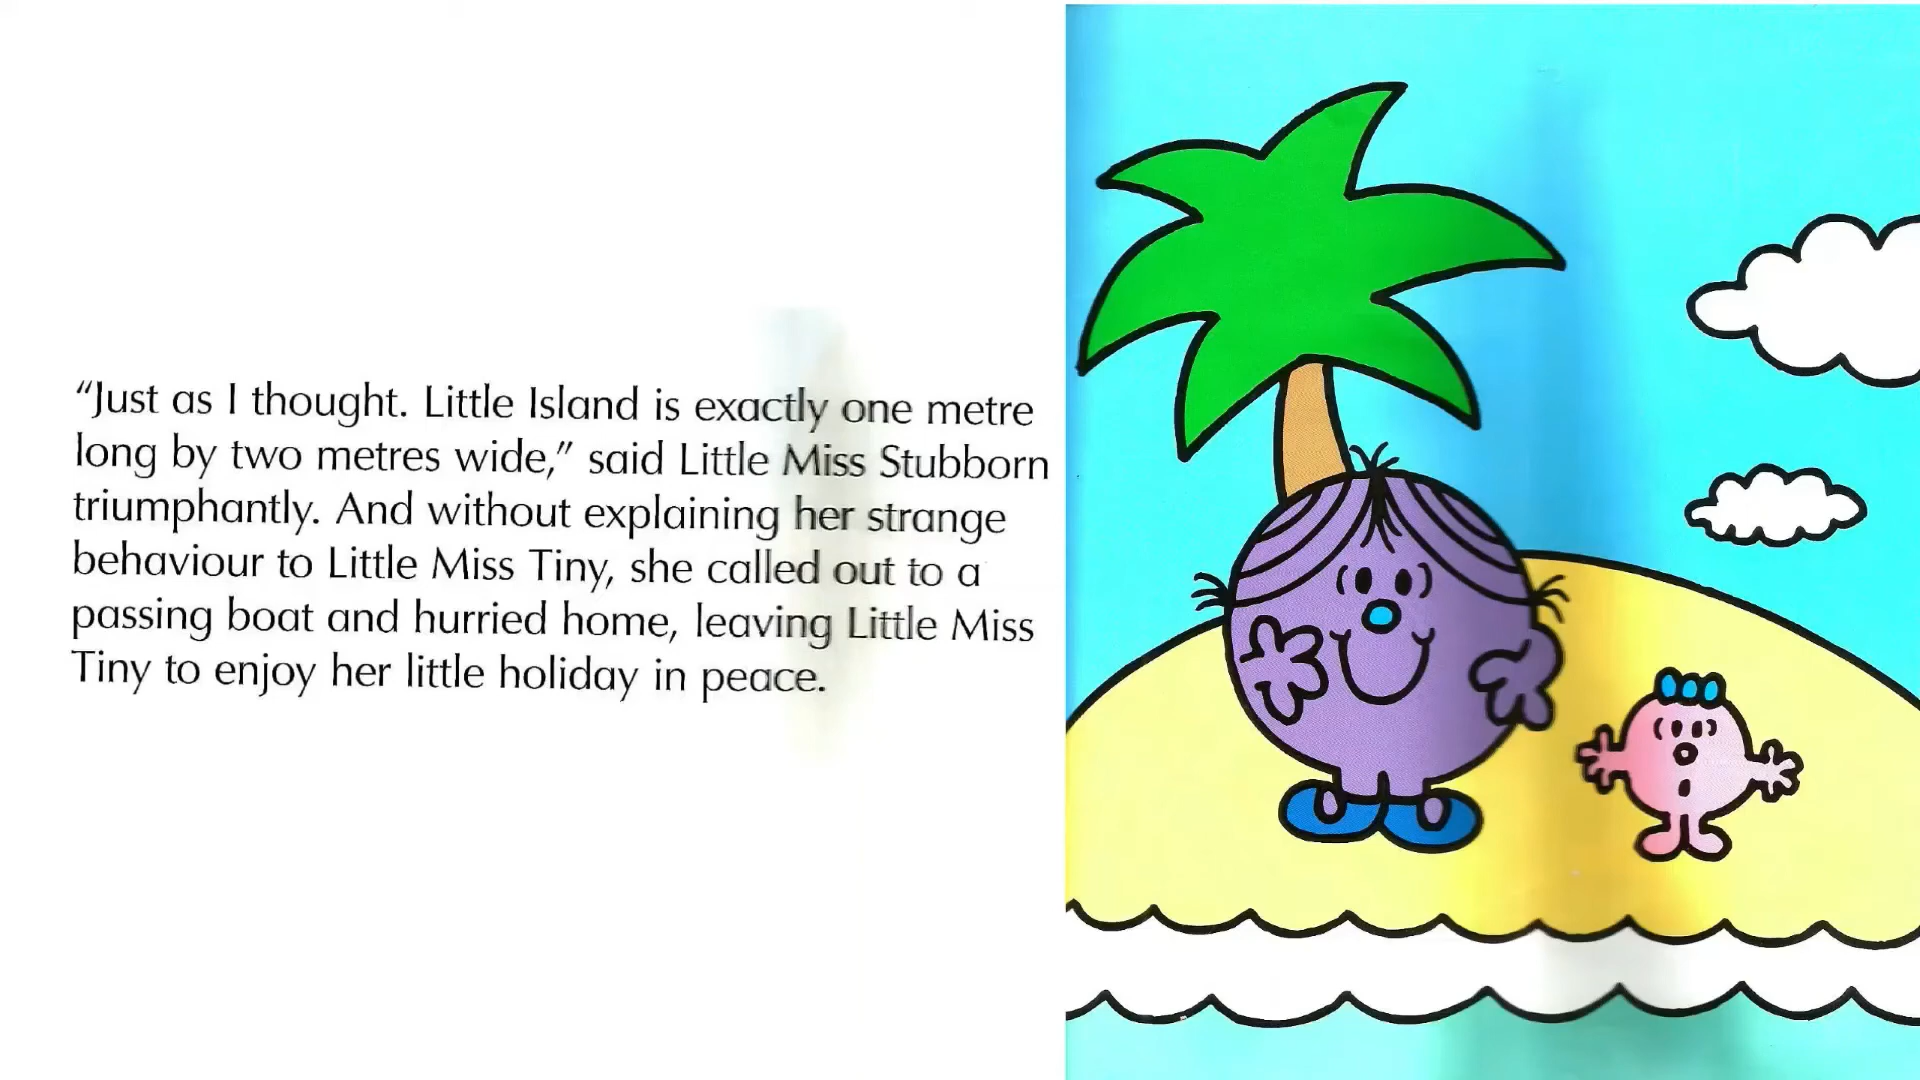 “Just as I thought. Little Island is exactly one metre
long by two metres wide,” said Little Miss Stubborn
triumphantly. And without explaining her strange
behaviour to Little Miss Tiny, she called out to a
passing boat and hurried home, leaving Little Miss
Tiny to enjoy her little holiday in peace.